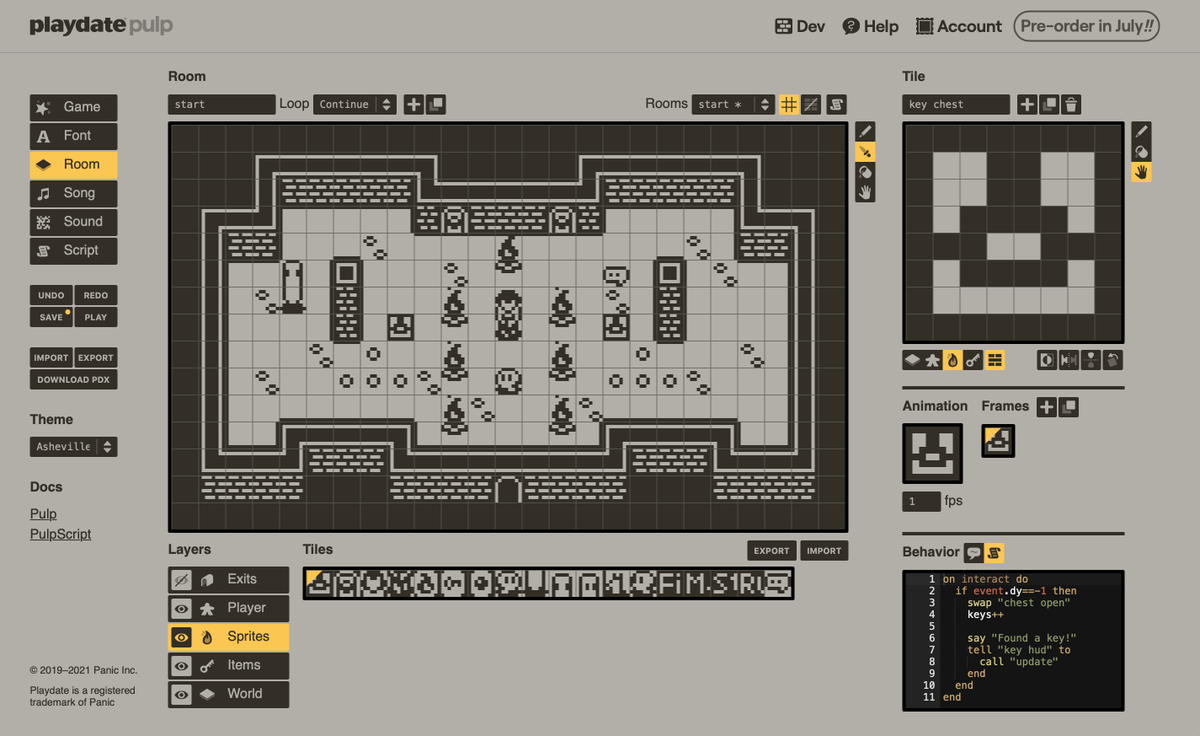 playdate pulp
Dev
Help
Account
Pre-order in July!!
Game
Font
Room
Song
Sound
Script
UNDO
REDO
SAVE
PLAY
IMPORT
EXPORT
DOWNLOAD PDX
Theme
Asheville
Docs
Pulp
PulpScript
© 2019–2021 Panic Inc.
Playdate is a registered
trademark of Panic
Room
start
Loop
Continue
Rooms
start *
Layers
Exits
Player
Sprites
Items
World
Tiles
EXPORT
IMPORT
Tile
key chest
Animation
Frames
1 fps
Behavior
1 on interact do
2 if event.dy==-1 then
3 swap "chest open"
4 keys++
5
6 say "Found a key!"
7 tell "key hud" to
8 call "update"
9 end
10 end
11 end